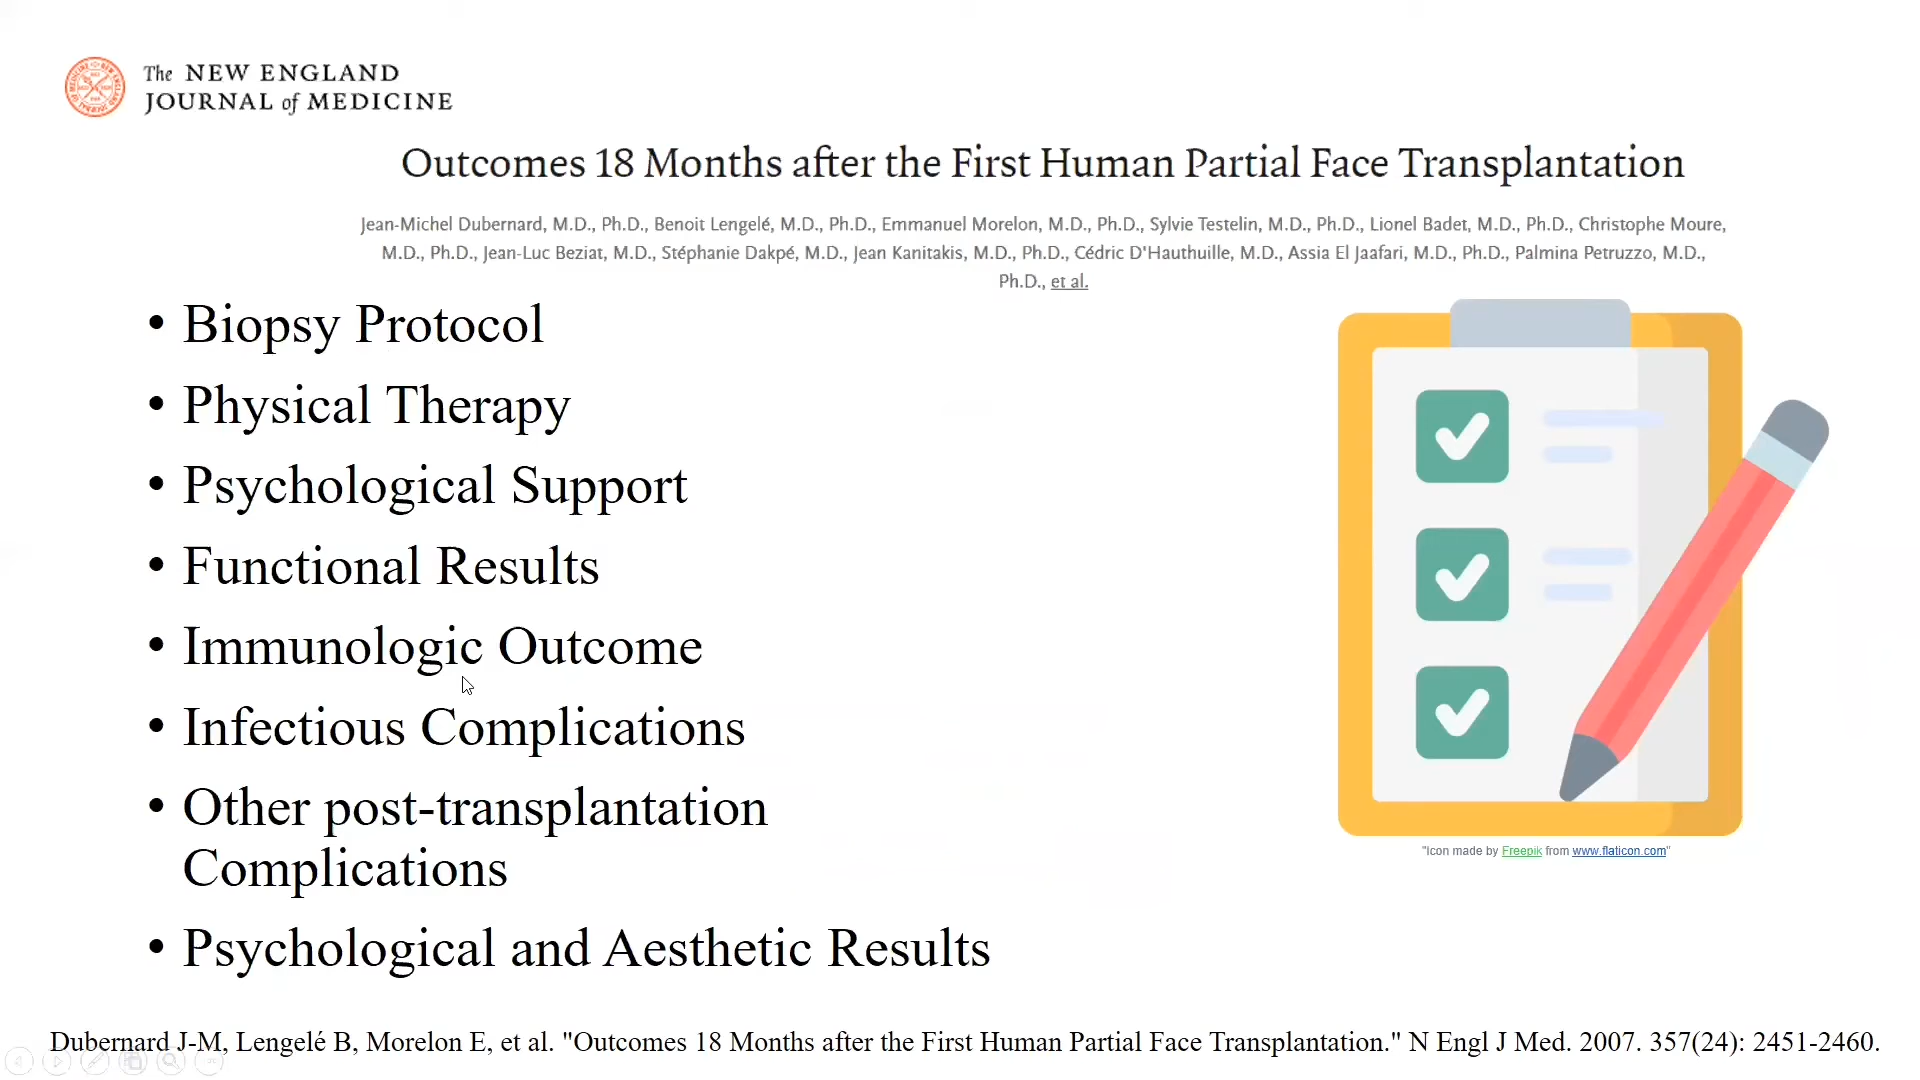 The NEW ENGLAND
JOURNAL of MEDICINE
Outcomes 18 Months after the First Human Partial Face Transplantation
Jean-Michel Dubernard, M.D., Ph.D., Benoit Lengelé, M.D., Ph.D., Emmanuel Morelon, M.D., Ph.D., Sylvie Testelin, M.D., Ph.D., Lionel Badet, M.D., Ph.D., Christophe Moure,
M.D., Ph.D., Jean-Luc Beziat, M.D., Stéphanie Dakpé, M.D., Jean Kanitakis, M.D., Ph.D., Cédric D'Hauthuille, M.D., Assia El Jaafari, M.D., Ph.D., Palmina Petruzzo, M.D.,
Ph.D., et al.
• Biopsy Protocol
• Physical Therapy
• Psychological Support
• Functional Results
• Immunologic Outcome
• Infectious Complications
• Other post-transplantation
Complications
• Psychological and Aesthetic Results
"Icon made by Freepik from www.flaticon.com"
Dubernard J-M, Lengelé B, Morelon E, et al. "Outcomes 18 Months after the First Human Partial Face Transplantation." N Engl J Med. 2007. 357(24): 2451-2460.